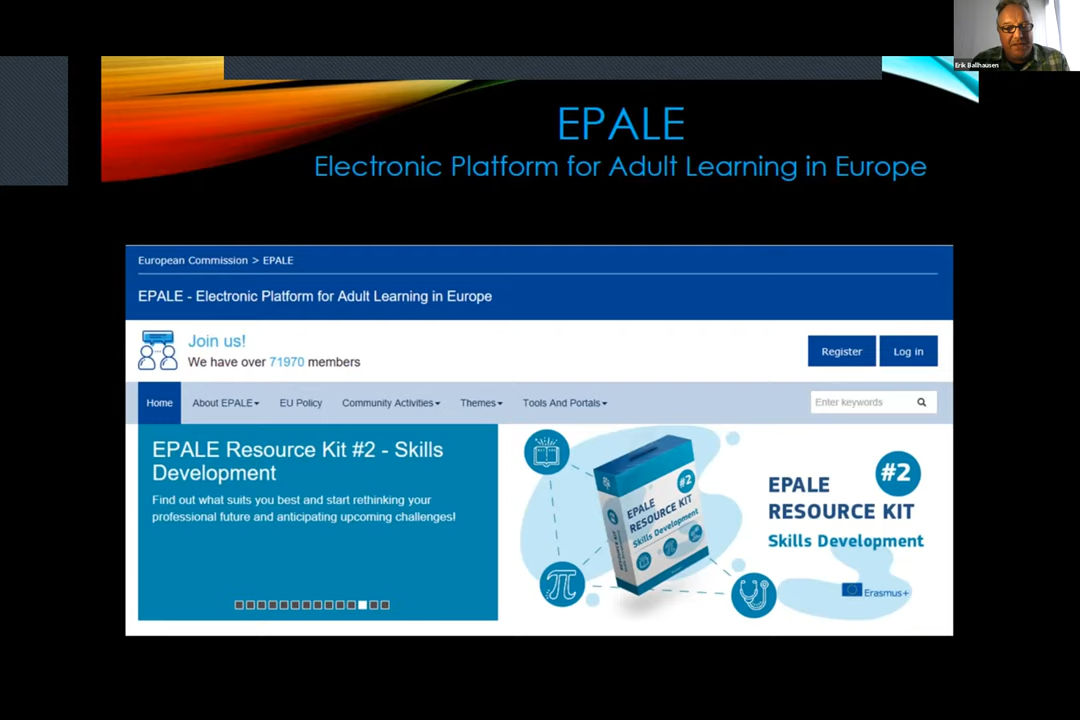 Erik Ballhausen
EPALE
Electronic Platform for Adult Learning in Europe
European Commission > EPALE
EPALE - Electronic Platform for Adult Learning in Europe
Join us!
We have over 71970 members
Register
Log in
Home
About EPALE
EU Policy
Community Activities
Themes
Tools And Portals
Enter keywords
EPALE Resource Kit #2 - Skills
Development
Find out what suits you best and start rethinking your
professional future and anticipating upcoming challenges!
#2
EPALE
RESOURCE KIT
Skills Development
EPALE
RESOURCE KIT
#2
Skills Development
Erasmus+